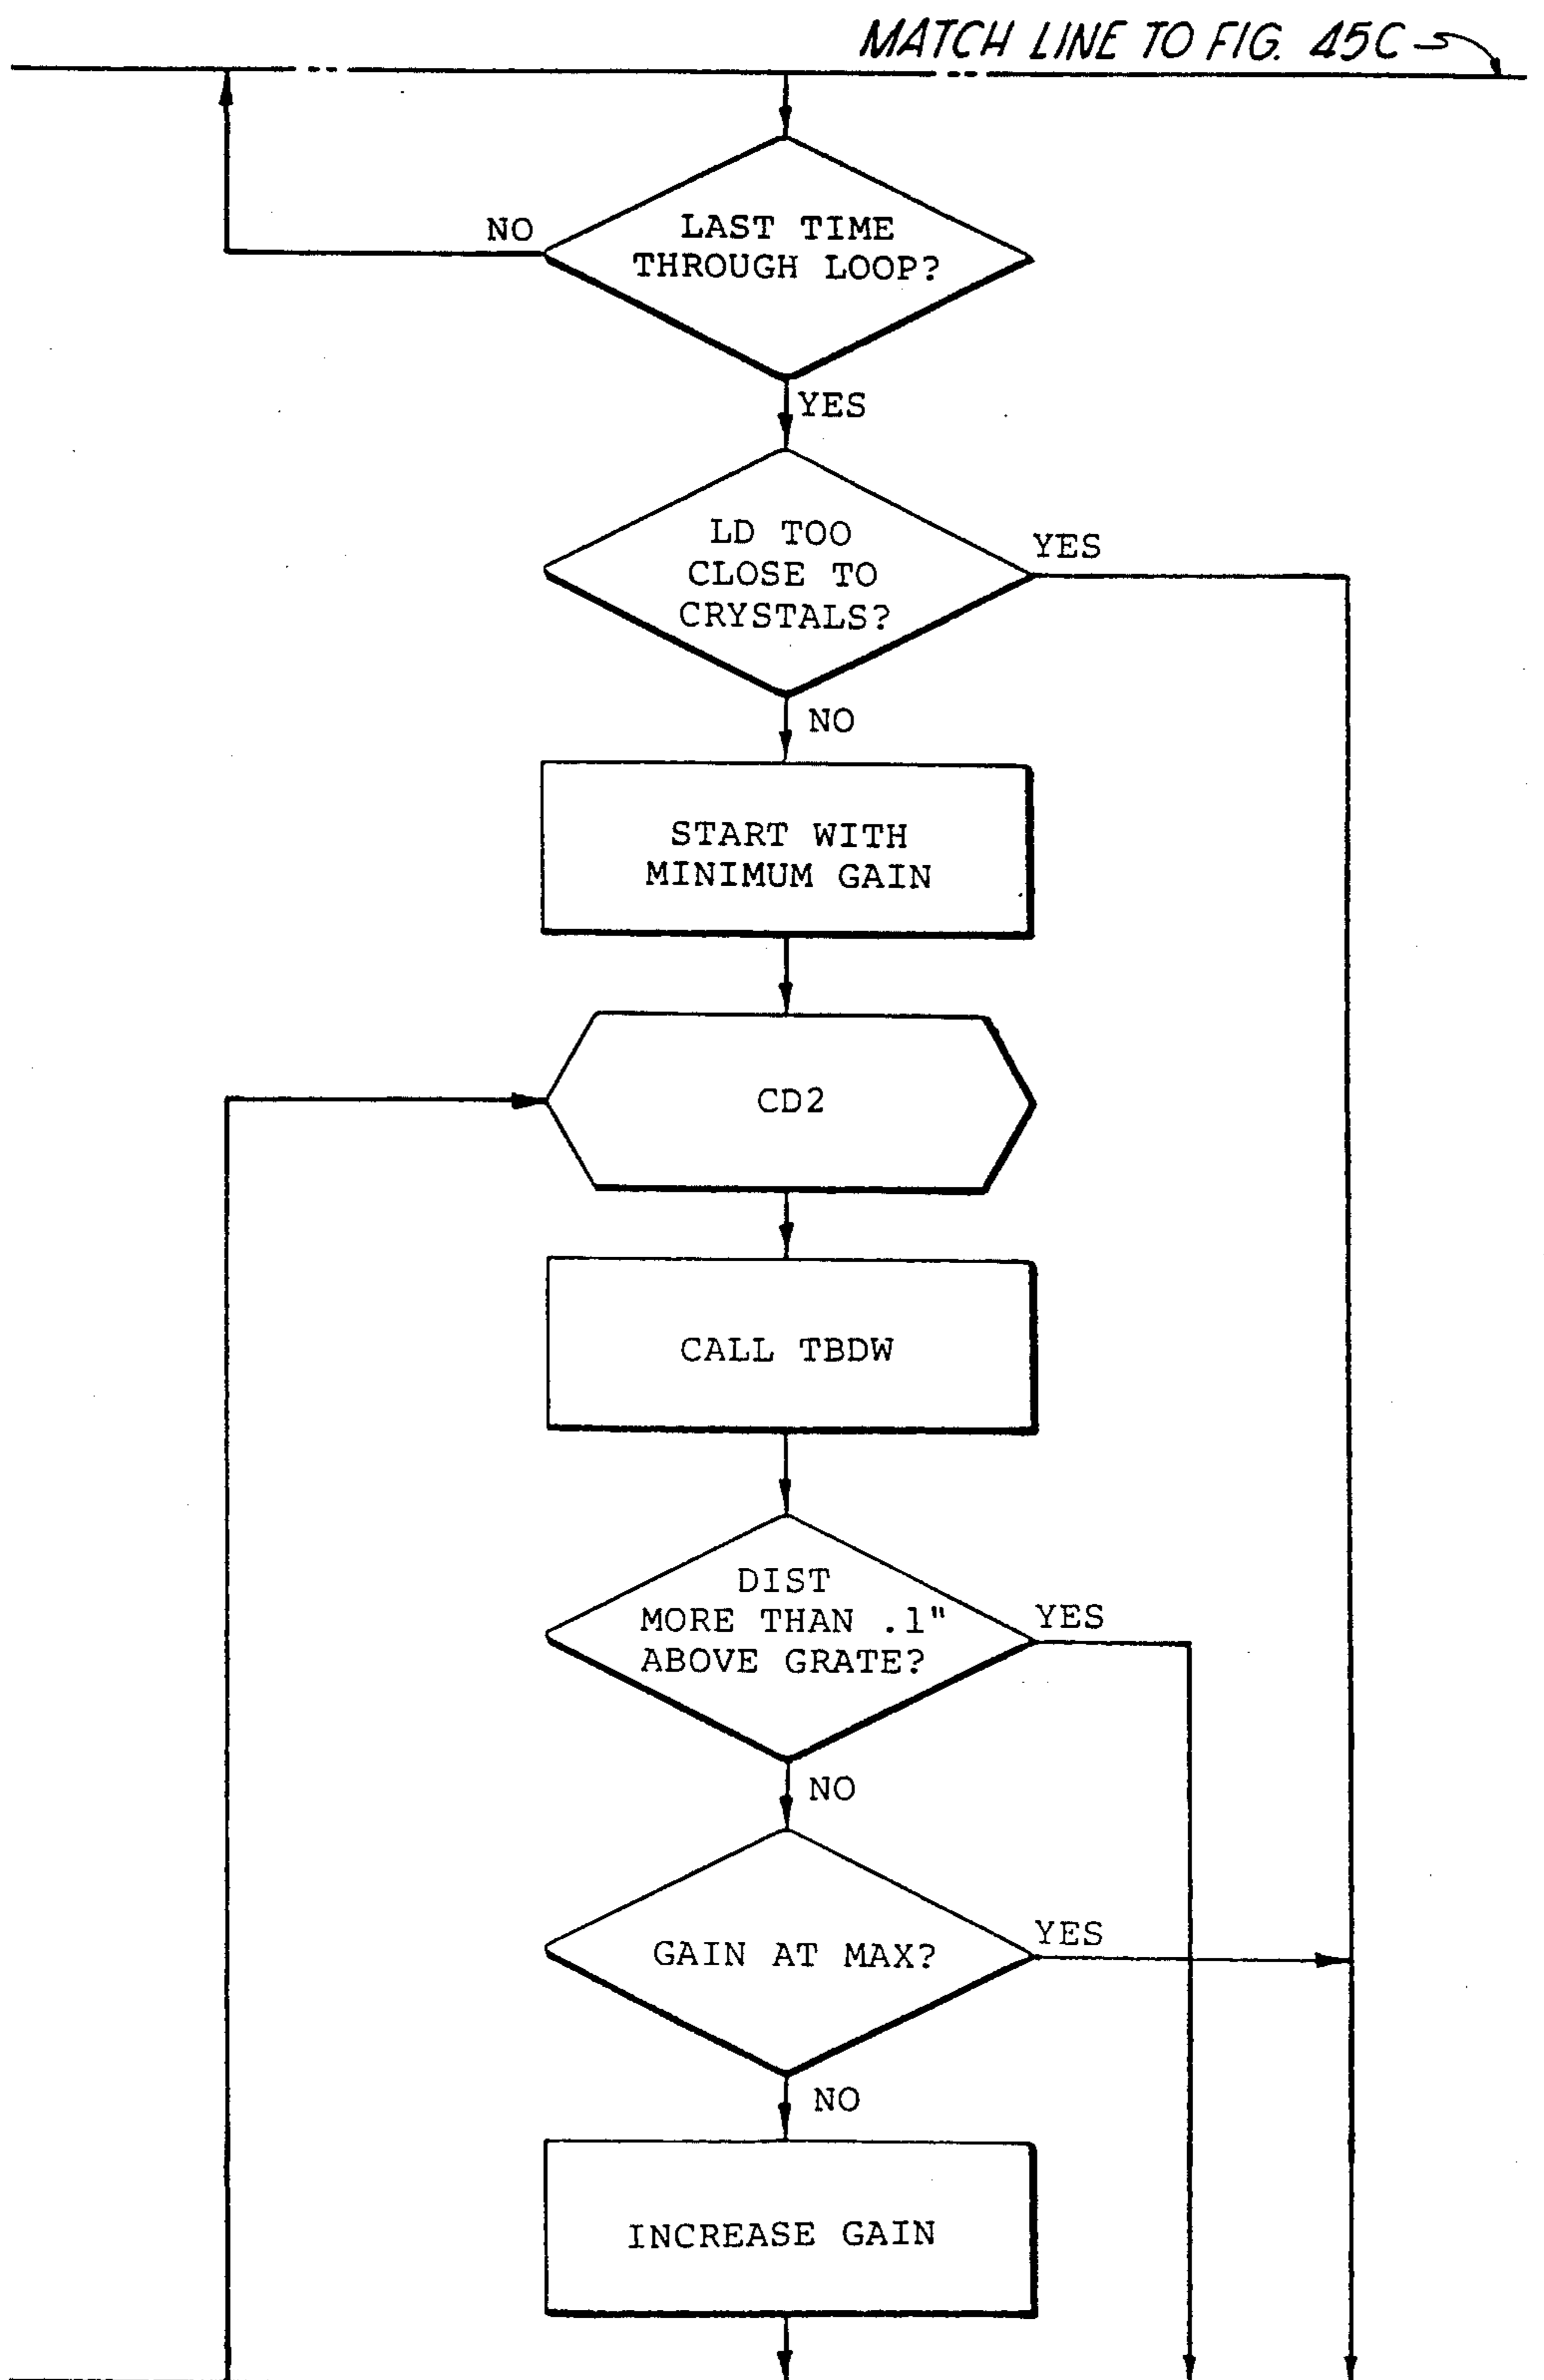 MATCH LINE TO FIG. 45C
NO
LAST TIME
THROUGH LOOP?
YES
LD TOO
CLOSE TO
CRYSTALS?
YES
NO
START WITH
MINIMUM GAIN
CD2
CALL TBDW
DIST
MORE THAN .1"
ABOVE GRATE?
YES
NO
GAIN AT MAX?
YES
NO
INCREASE GAIN